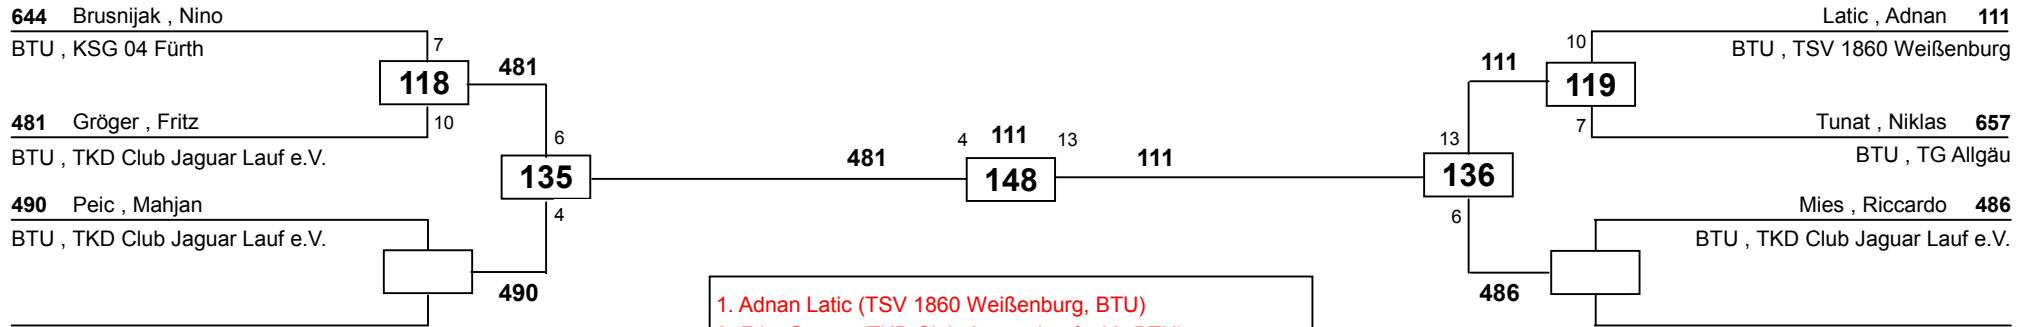 644 Brusnijak , Nino
BTU , KSG 04 Fürth
7
118
481
10
481 Gröger , Fritz
BTU , TKD Club Jaguar Lauf e.V.
6
135
4
490 Peic , Mahjan
BTU , TKD Club Jaguar Lauf e.V.
490
481
4 111 13
148
111
Latic , Adnan 111
BTU , TSV 1860 Weißenburg
10
111
119
7
Tunat , Niklas 657
BTU , TG Allgäu
13
136
6
Mies , Riccardo 486
BTU , TKD Club Jaguar Lauf e.V.
486
1. Adnan Latic (TSV 1860 Weißenburg, BTU)